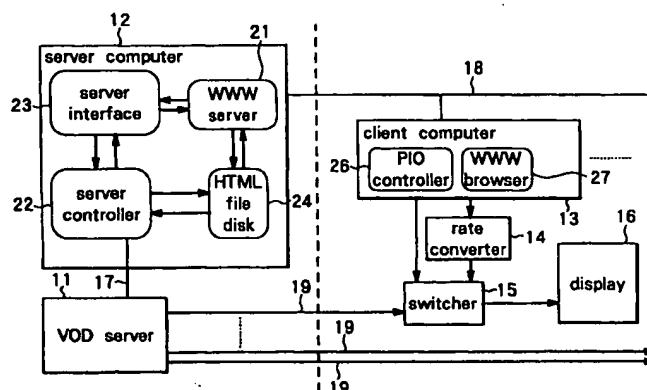 12
21
server computer
23
server
interface
WWW
server
18
client computer
26
PIO
controller
WWW
browser
27
22
server
controller
HTML
file
disk
24
13
rate
converter
14
16
display
17
11
VOD server
19
switcher
15
19
19